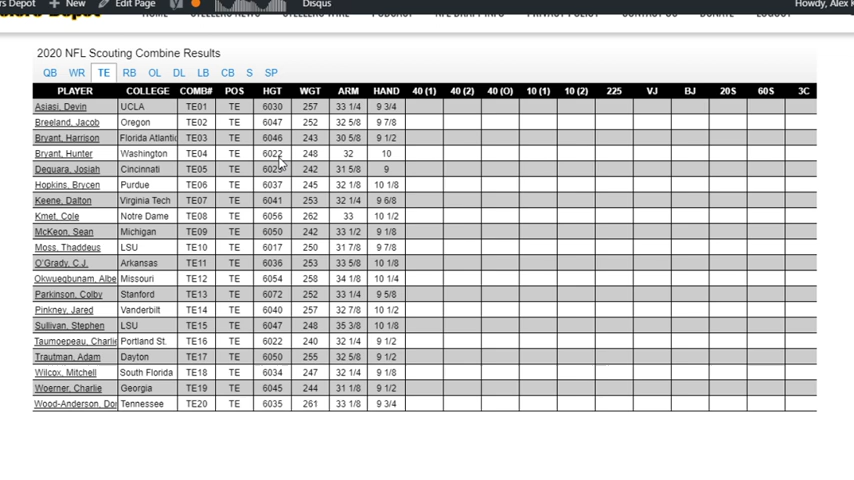 rs Depot + New Edit Page Disqus Howdy, Alex K
2020 NFL Scouting Combine Results
QB WR TE RB OL DL LB CB S SP
PLAYER COLLEGE COMB# POS HGT WGT ARM HAND 40 (1) 40 (2) 40 (O) 10 (1) 10 (2) 225 VJ BJ 20S 60S 3C
Asiasi, Devin UCLA TE01 TE 6030 257 33 1/4 9 3/4
Breeland, Jacob Oregon TE02 TE 6047 252 32 5/8 9 7/8
Bryant, Harrison Florida Atlantic TE03 TE 6046 243 30 5/8 9 1/2
Bryant, Hunter Washington TE04 TE 6022 248 32 10
Deguara, Josiah Cincinnati TE05 TE 6023 242 31 5/8 9
Hopkins, Brycen Purdue TE06 TE 6037 245 32 1/8 10 1/8
Keene, Dalton Virginia Tech TE07 TE 6041 253 32 1/4 9 6/8
Kmet, Cole Notre Dame TE08 TE 6056 262 33 10 1/2
McKeon, Sean Michigan TE09 TE 6050 242 33 1/2 9 1/8
Moss, Thaddeus LSU TE10 TE 6017 250 31 7/8 9 7/8
O'Grady, C.J. Arkansas TE11 TE 6036 253 33 5/8 10 1/8
Okwuegbunam, Albe Missouri TE12 TE 6054 258 34 1/8 10 1/4
Parkinson, Colby Stanford TE13 TE 6072 252 33 1/4 9 5/8
Pinkney, Jared Vanderbilt TE14 TE 6040 257 32 7/8 10 1/2
Sullivan, Stephen LSU TE15 TE 6047 248 35 3/8 10 1/8
Taumoepeau, Charli Portland St. TE16 TE 6022 240 32 1/4 9 1/2
Trautman, Adam Dayton TE17 TE 6050 255 32 5/8 9 1/2
Wilcox, Mitchell South Florida TE18 TE 6034 247 32 1/4 9 1/8
Woerner, Charlie Georgia TE19 TE 6045 244 31 1/8 9 1/2
Wood-Anderson, Do Tennessee TE20 TE 6035 261 33 1/8 9 3/4